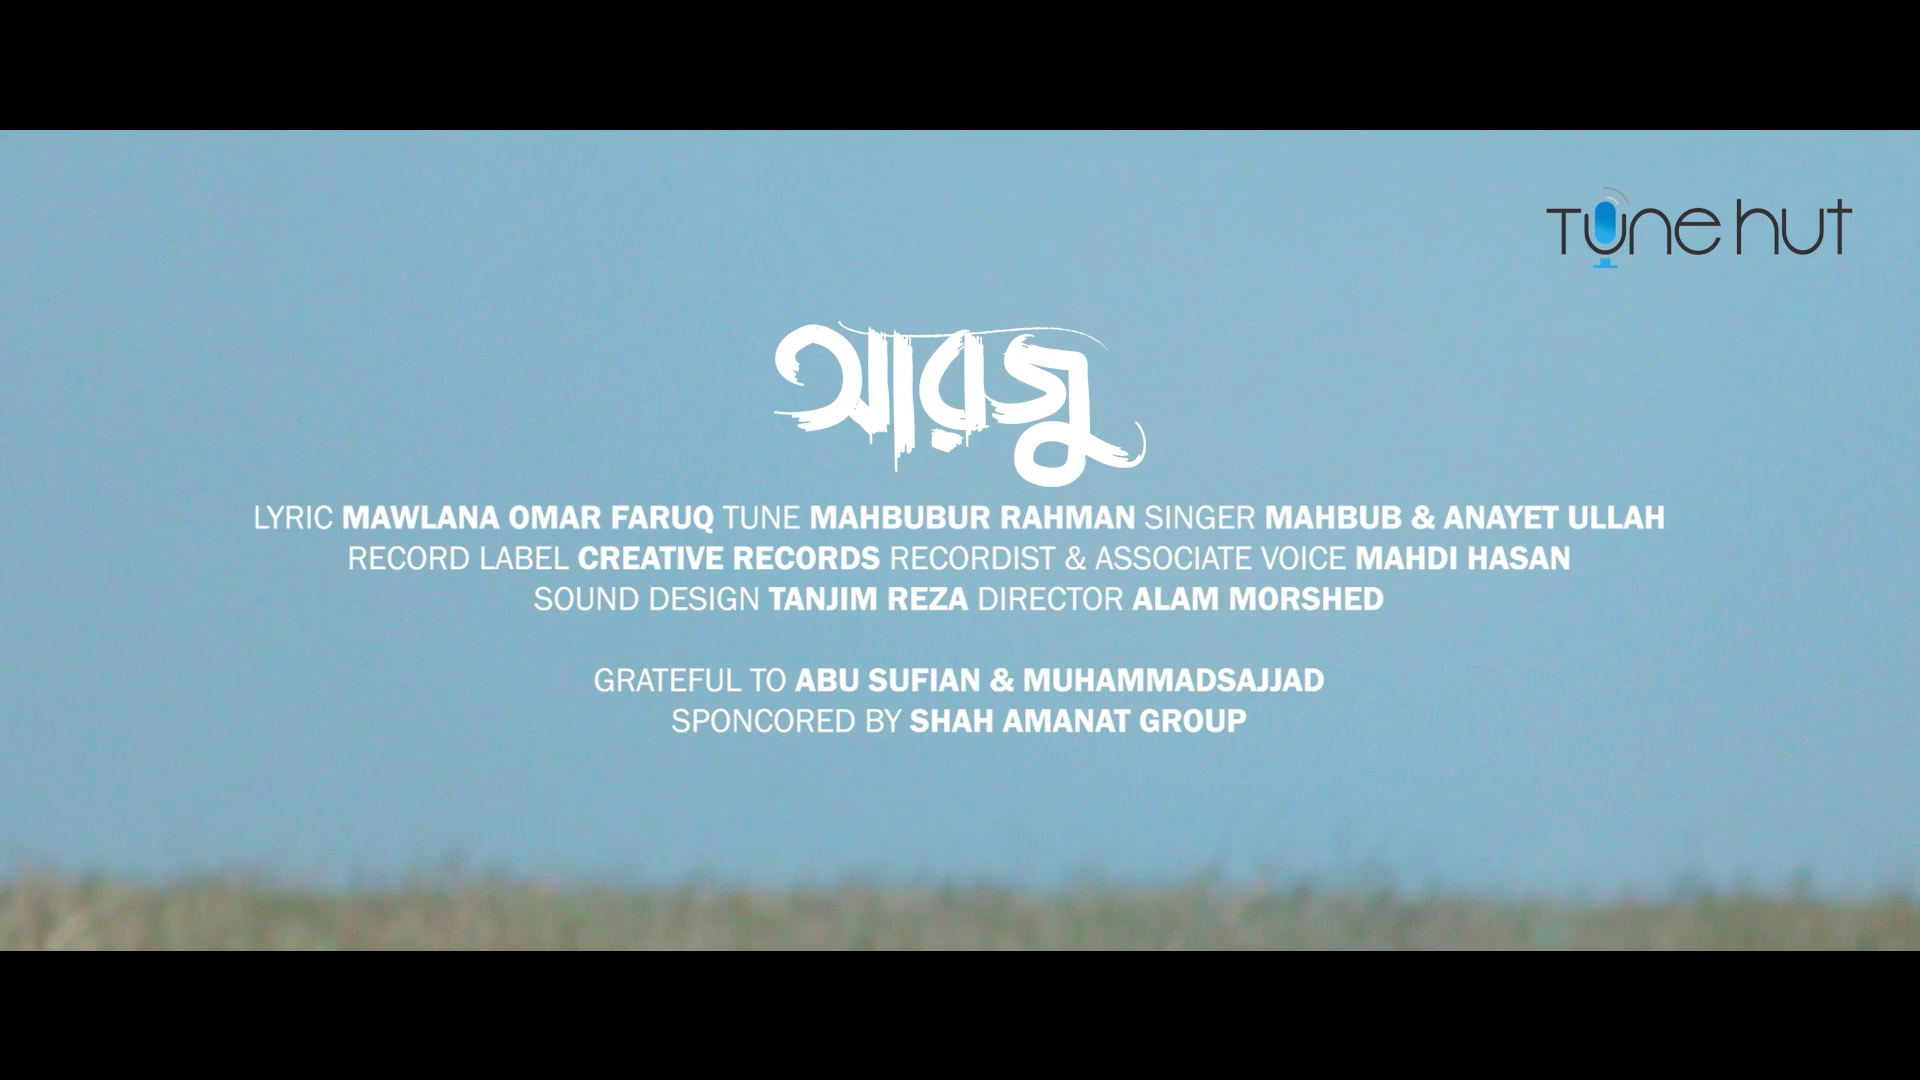 Tune hut
আরজু
LYRIC MAWLANA OMAR FARUQ TUNE MAHBUBUR RAHMAN SINGER MAHBUB & ANAYET ULLAH
RECORD LABEL CREATIVE RECORDS RECORDIST & ASSOCIATE VOICE MAHDI HASAN
SOUND DESIGN TANJIM REZA DIRECTOR ALAM MORSHED
GRATEFUL TO ABU SUFIAN & MUHAMMADSAJJAD
SPONCORED BY SHAH AMANAT GROUP